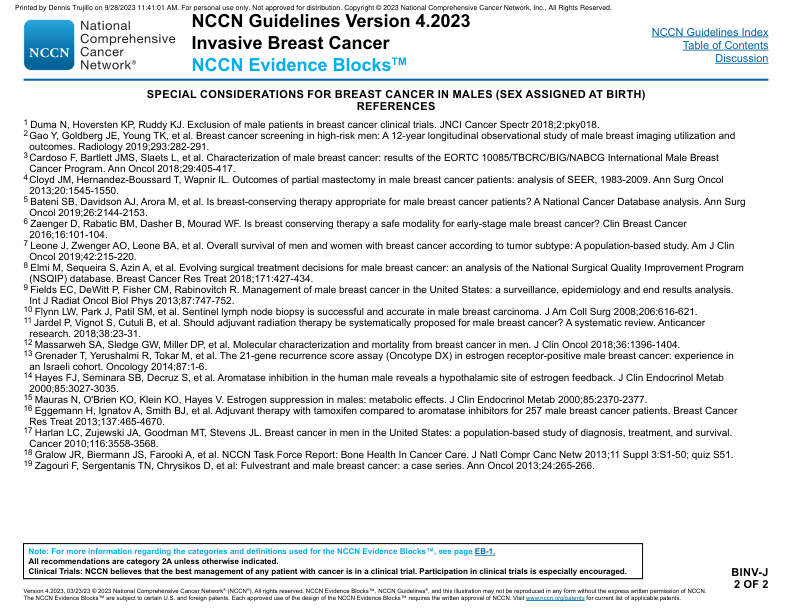 Printed by Dennis Trujillo on 9/28/2023 11:41:01 AM. For personal use only. Not approved for distribution. Copyright © 2023 National Comprehensive Cancer Network, Inc., All Rights Reserved.
NCCN
National
Comprehensive
Cancer
Network®
NCCN Guidelines Version 4.2023
Invasive Breast Cancer
NCCN Evidence Blocks™
NCCN Guidelines Index
Table of Contents
Discussion
SPECIAL CONSIDERATIONS FOR BREAST CANCER IN MALES (SEX ASSIGNED AT BIRTH)
REFERENCES
1 Duma N, Hoversten KP, Ruddy KJ. Exclusion of male patients in breast cancer clinical trials. JNCI Cancer Spectr 2018;2:pky018.
2 Gao Y, Goldberg JE, Young TK, et al. Breast cancer screening in high-risk men: A 12-year longitudinal observational study of male breast imaging utilization and
outcomes. Radiology 2019;293:282-291.
3 Cardoso F, Bartlett JMS, Slaets L, et al. Characterization of male breast cancer: results of the EORTC 10085/TBCRC/BIG/NABCG International Male Breast
Cancer Program. Ann Oncol 2018;29:405-417.
4 Cloyd JM, Hernandez-Boussard T, Wapnir IL. Outcomes of partial mastectomy in male breast cancer patients: analysis of SEER, 1983-2009. Ann Surg Oncol
2013;20:1545-1550.
5 Bateni SB, Davidson AJ, Arora M, et al. Is breast-conserving therapy appropriate for male breast cancer patients? A National Cancer Database analysis. Ann Surg
Oncol 2019;26:2144-2153.
6 Zaenger D, Rabatic BM, Dasher B, Mourad WF. Is breast conserving therapy a safe modality for early-stage male breast cancer? Clin Breast Cancer
2016;16:101-104.
7 Leone J, Zwenger AO, Leone BA, et al. Overall survival of men and women with breast cancer according to tumor subtype: A population-based study. Am J Clin
Oncol 2019;42:215-220.
8 Elmi M, Sequeira S, Azin A, et al. Evolving surgical treatment decisions for male breast cancer: an analysis of the National Surgical Quality Improvement Program
(NSQIP) database. Breast Cancer Res Treat 2018;171:427-434.
9 Fields EC, DeWitt P, Fisher CM, Rabinovitch R. Management of male breast cancer in the United States: a surveillance, epidemiology and end results analysis.
Int J Radiat Oncol Biol Phys 2013;87:747-752.
10 Flynn LW, Park J, Patil SM, et al. Sentinel lymph node biopsy is successful and accurate in male breast carcinoma. J Am Coll Surg 2008;206:616-621.
11 Jardel P, Vignot S, Cutuli B, et al. Should adjuvant radiation therapy be systematically proposed for male breast cancer? A systematic review. Anticancer
research. 2018;38:23-31.
12 Massarweh SA, Sledge GW, Miller DP, et al. Molecular characterization and mortality from breast cancer in men. J Clin Oncol 2018;36:1396-1404.
13 Grenader T, Yerushalmi R, Tokar M, et al. The 21-gene recurrence score assay (Oncotype DX) in estrogen receptor-positive male breast cancer: experience in
an Israeli cohort. Oncology 2014;87:1-6.
14 Hayes FJ, Seminara SB, Decruz S, et al. Aromatase inhibition in the human male reveals a hypothalamic site of estrogen feedback. J Clin Endocrinol Metab
2000;85:3027-3035.
15 Mauras N, O'Brien KO, Klein KO, Hayes V. Estrogen suppression in males: metabolic effects. J Clin Endocrinol Metab 2000;85:2370-2377.
16 Eggemann H, Ignatov A, Smith BJ, et al. Adjuvant therapy with tamoxifen compared to aromatase inhibitors for 257 male breast cancer patients. Breast Cancer
Res Treat 2013;137:465-4670.
17 Harlan LC, Zujewski JA, Goodman MT, Stevens JL. Breast cancer in men in the United States: a population-based study of diagnosis, treatment, and survival.
Cancer 2010;116:3558-3568.
18 Gralow JR, Biermann JS, Farooki A, et al. NCCN Task Force Report: Bone Health In Cancer Care. J Natl Compr Canc Netw 2013;11 Suppl 3:S1-50; quiz S51.
19 Zagouri F, Sergentanis TN, Chrysikos D, et al: Fulvestrant and male breast cancer: a case series. Ann Oncol 2013;24:265-266.
Note: For more information regarding the categories and definitions used for the NCCN Evidence Blocks™, see page EB-1.
All recommendations are category 2A unless otherwise indicated.
Clinical Trials: NCCN believes that the best management of any patient with cancer is in a clinical trial. Participation in clinical trials is especially encouraged.
BINV-J
2 OF 2
Version 4.2023, 03/23/23 © 2023 National Comprehensive Cancer Network® (NCCN®), All rights reserved. NCCN Evidence Blocks™, NCCN Guidelines®, and this illustration may not be reproduced in any form without the express written permission of NCCN.
The NCCN Evidence Blocks™ are subject to certain U.S. and foreign patents. Each approved use of the design of the NCCN Evidence Blocks™ requires the written approval of NCCN. Visit www.nccn.org/patents for current list of applicable patents.